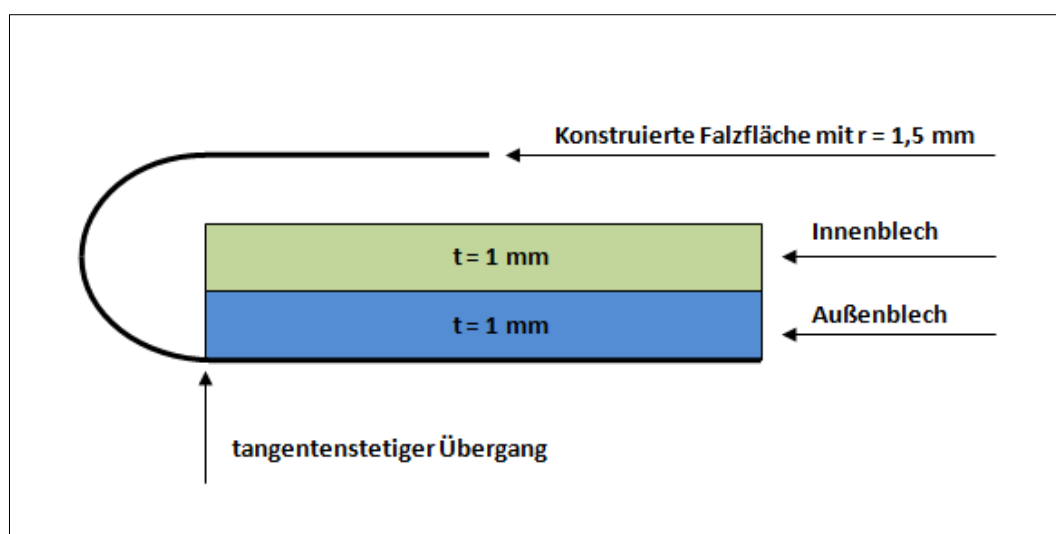 Konstruierte Falzfläche mit r = 1,5 mm
Innenblech
t = 1 mm
Außenblech
t = 1 mm
tangentenstetiger Übergang